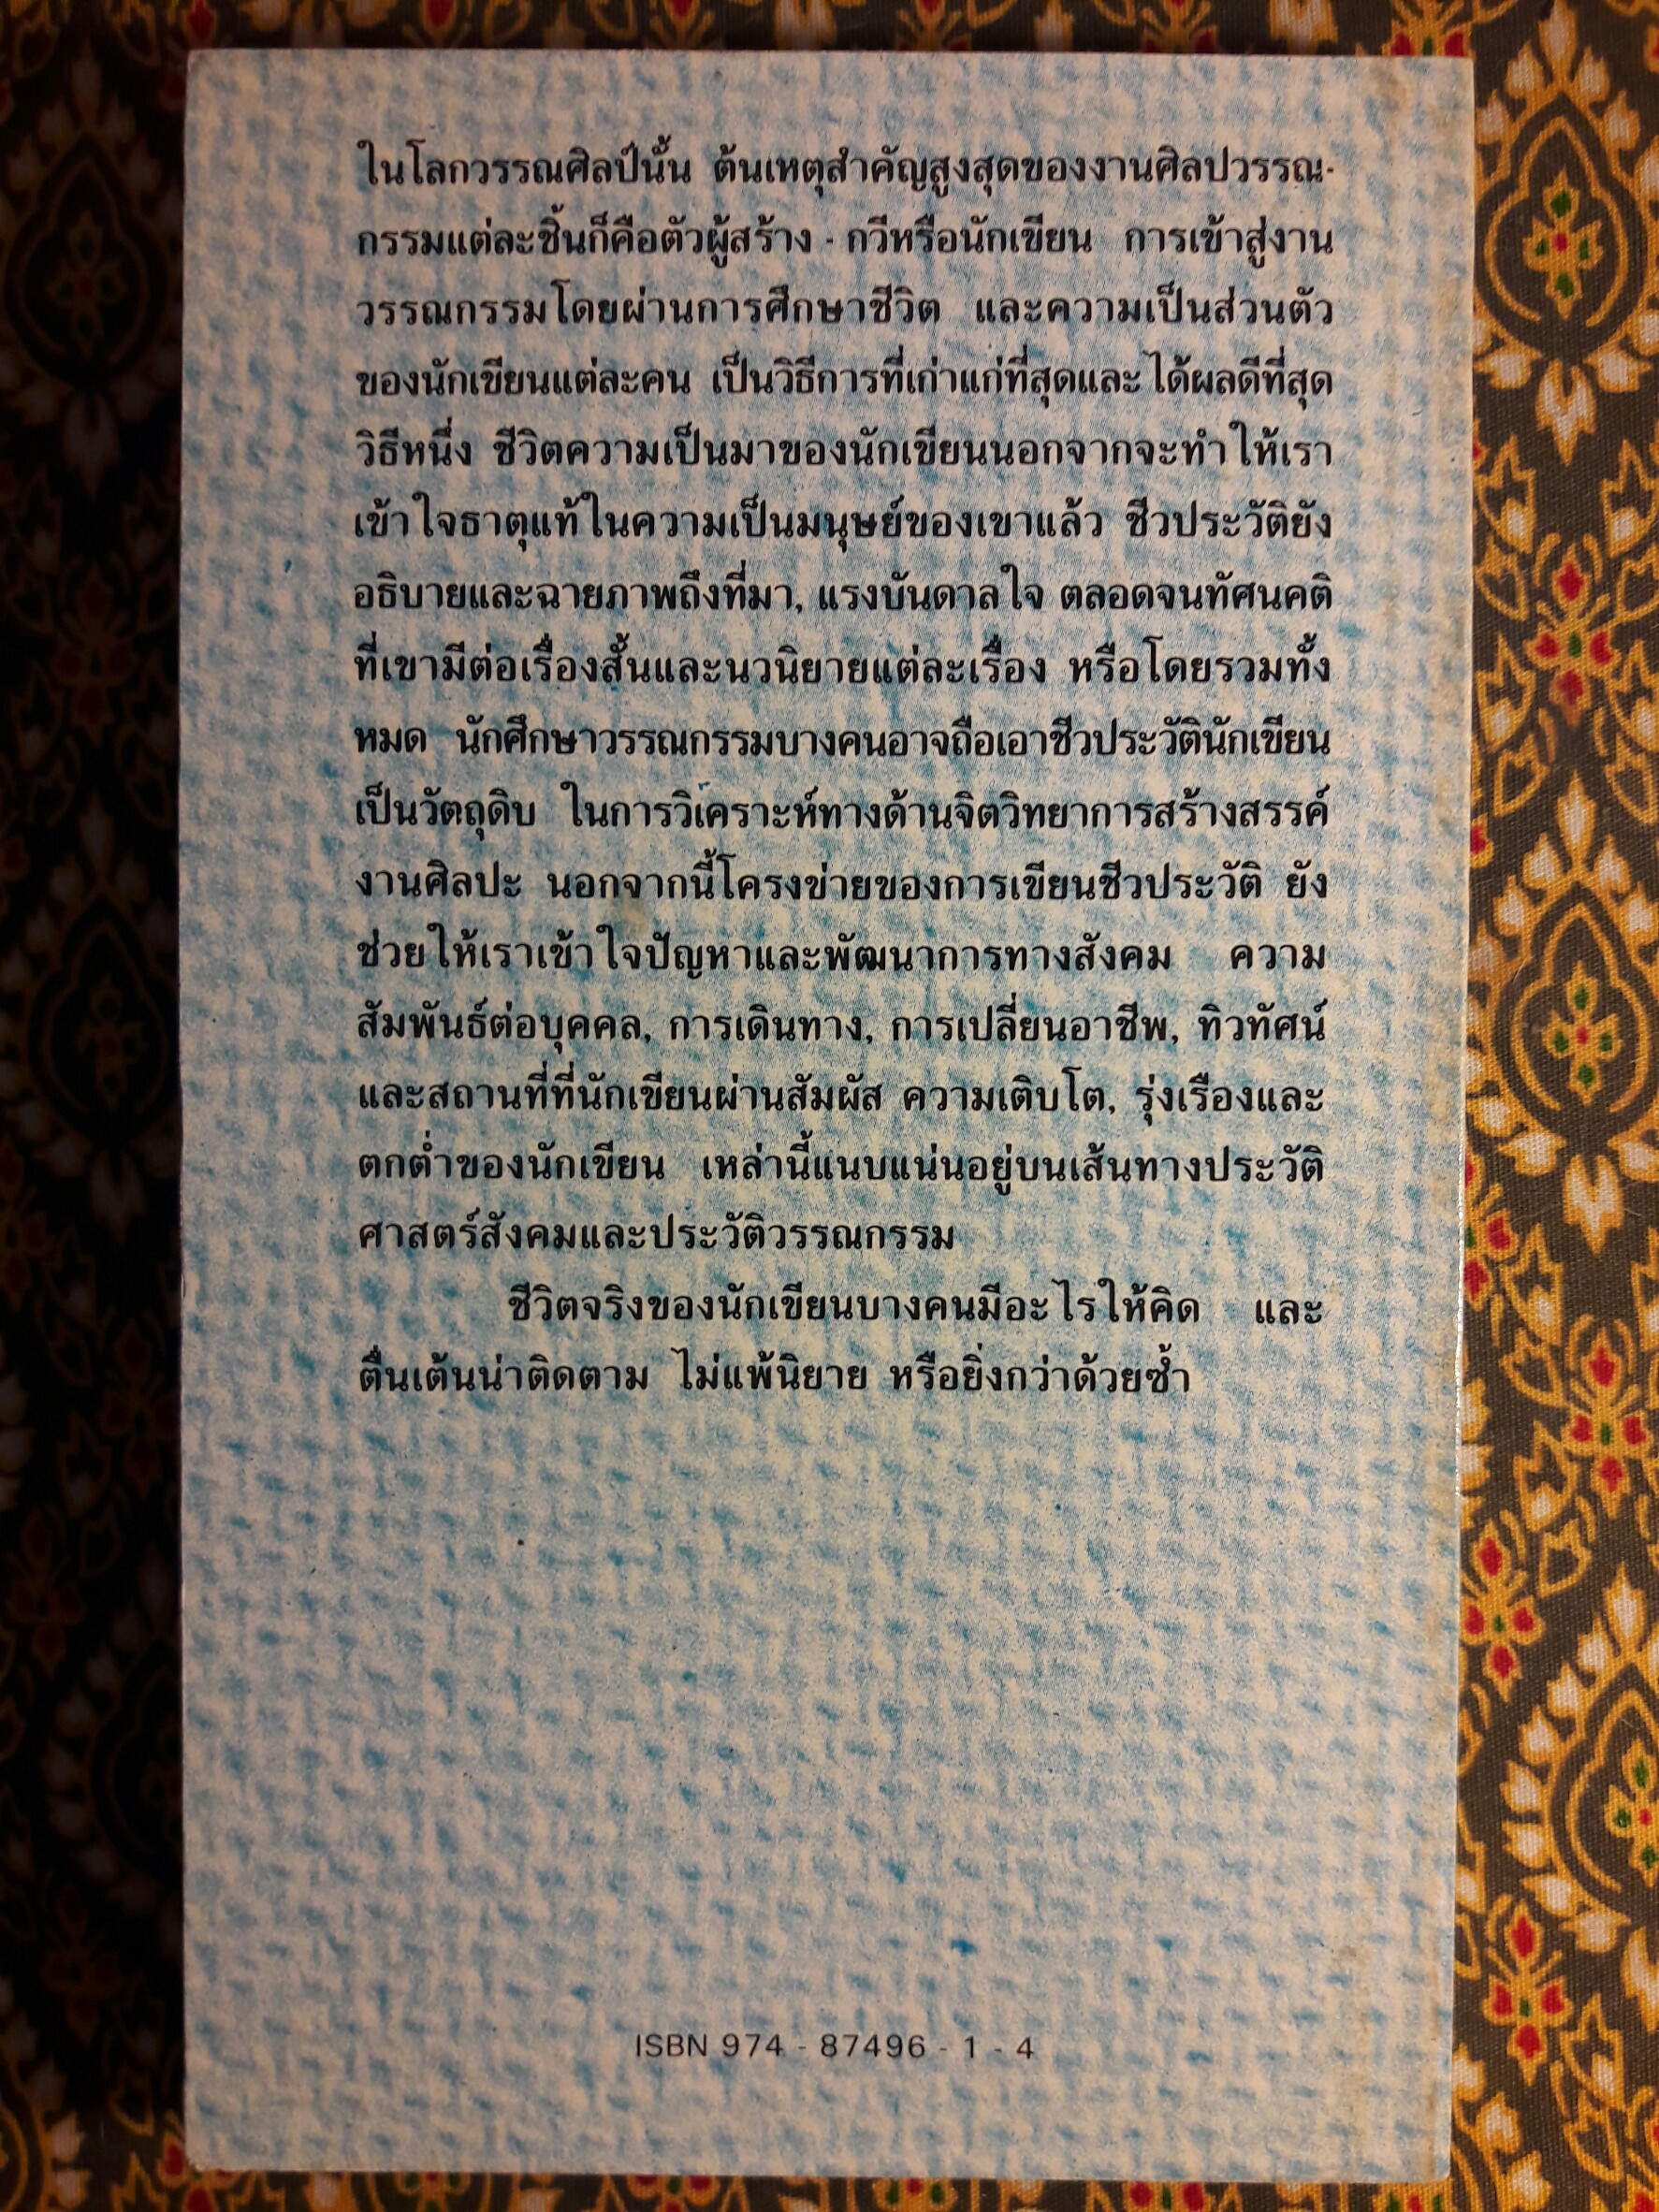 ในโลกวรรณศิลป์นั้น ต้นเหตุสำคัญสูงสุดของงานศิลปวรรณ-
กรรมแต่ละชิ้นก็คือตัวผู้สร้าง - กวีหรือนักเขียน การเข้าสู่งาน
วรรณกรรมโดยผ่านการศึกษาชีวิต และความเป็นส่วนตัว
ของนักเขียนแต่ละคน เป็นวิธีการที่เก่าแก่ที่สุดและได้ผลดีที่สุด
วิธีหนึ่ง ชีวิตความเป็นมาของนักเขียนนอกจากจะทำให้เรา
เข้าใจธาตุแท้ในความเป็นมนุษย์ของเขาแล้ว ชีวประวัติยัง
อธิบายและฉายภาพถึงที่มา, แรงบันดาลใจ ตลอดจนทัศนคติ
ที่เขามีต่อเรื่องสั้นและนวนิยายแต่ละเรื่อง หรือโดยรวมทั้ง
หมด นักศึกษาวรรณกรรมบางคนอาจถือเอาชีวประวัตินักเขียน
เป็นวัตถุดิบ ในการวิเคราะห์ทางด้านจิตวิทยาการสร้างสรรค์
งานศิลปะ นอกจากนี้โครงข่ายของการเขียนชีวประวัติ ยัง
ช่วยให้เราเข้าใจปัญหาและพัฒนาการทางสังคม ความ
สัมพันธ์ต่อบุคคล, การเดินทาง, การเปลี่ยนอาชีพ, ทิวทัศน์
และสถานที่ที่นักเขียนผ่านสัมผัส ความเติบโต, รุ่งเรืองและ
ตกต่ำของนักเขียน เหล่านี้แนบแน่นอยู่บนเส้นทางประวัติ
ศาสตร์สังคมและประวัติวรรณกรรม
ชีวิตจริงของนักเขียนบางคนมีอะไรให้คิด และ
ตื่นเต้นน่าติดตาม ไม่แพ้นิยาย หรือยิ่งกว่าด้วยซ้ำ
ISBN 974 - 87496 - 1 - 4